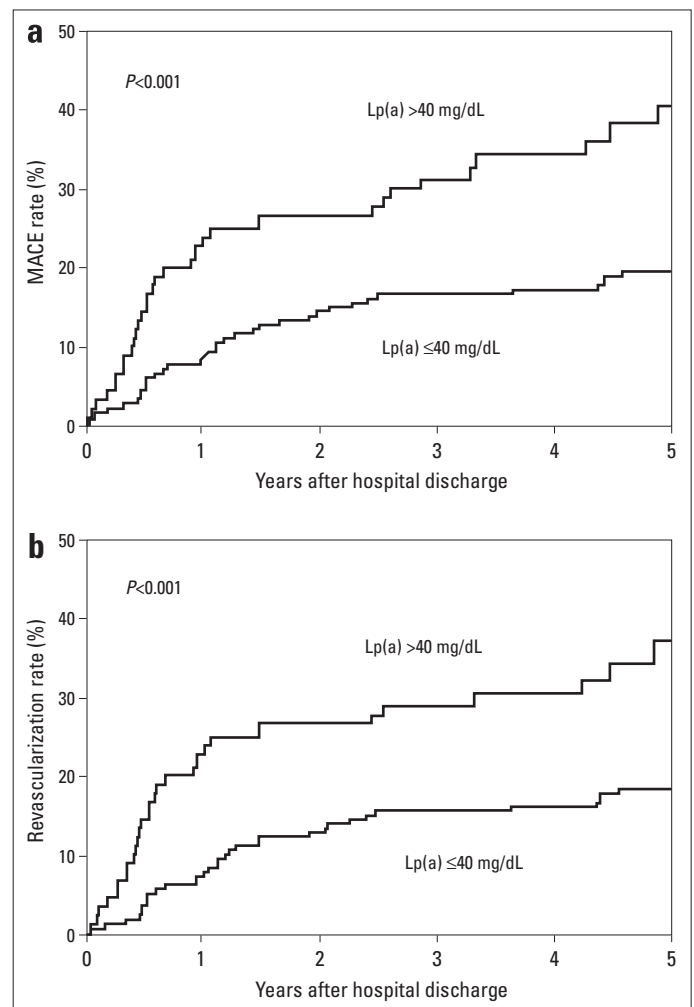 a
50
P<0.001
40
Lp(a) >40 mg/dL
30
MACE rate (%)
20
Lp(a) ≤40 mg/dL
10
0
0 1 2 3 4 5
Years after hospital discharge
b
50
P<0.001
40
Lp(a) >40 mg/dL
30
Revascularization rate (%)
20
Lp(a) ≤40 mg/dL
10
0
0 1 2 3 4 5
Years after hospital discharge